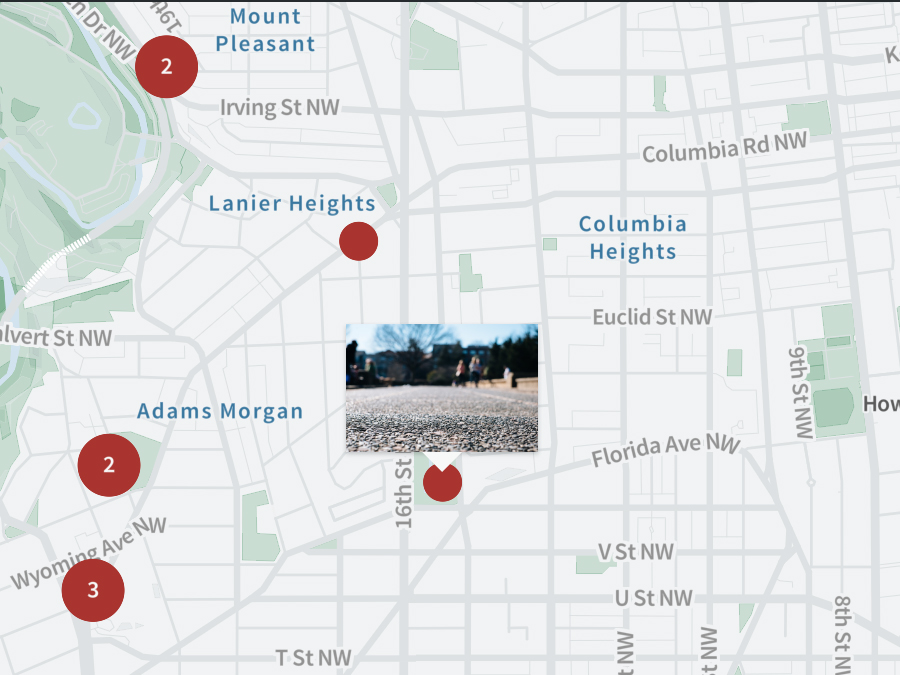 Mount
Pleasant
2
Irving St NW
Columbia Rd NW
Lanier Heights
Columbia
Heights
Euclid St NW
9th St NW
Adams Morgan
Florida Ave NW
2
16th St
Wyoming Ave NW
V St NW
3
U St NW
8th St NW
T St NW